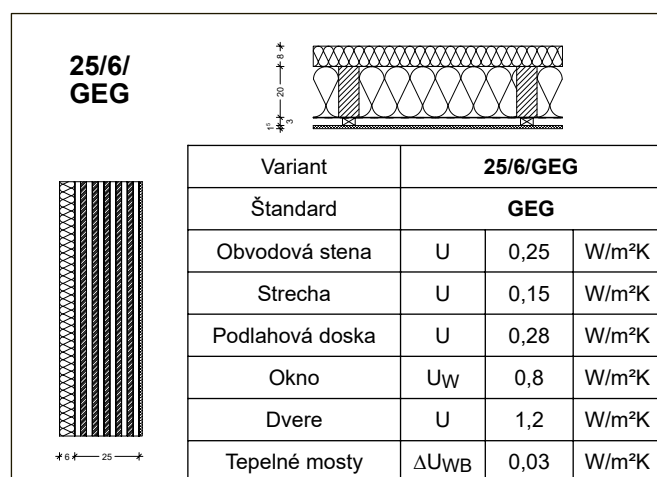 25/6/
GEG
8
20
3
1⁵
Variant 25/6/GEG
Štandard GEG
Obvodová stena U 0,25 W/m²K
Strecha U 0,15 W/m²K
Podlahová doska U 0,28 W/m²K
Okno UW 0,8 W/m²K
Dvere U 1,2 W/m²K
Tepelné mosty ΔUWB 0,03 W/m²K
6 25